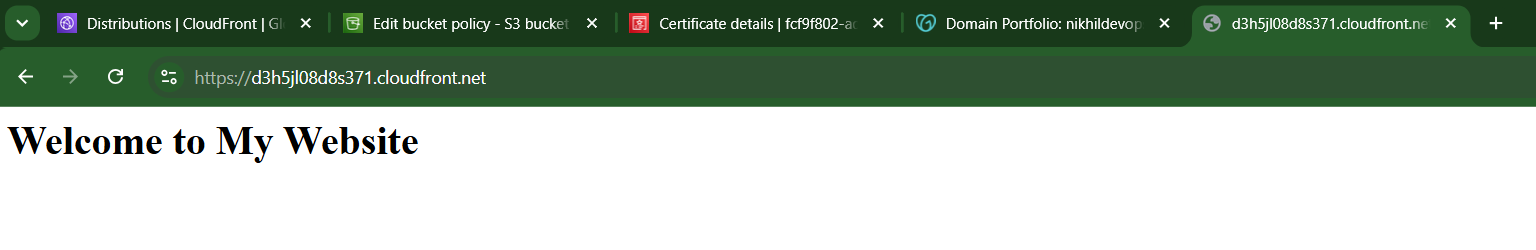 Distributions | CloudFront | Gl
Edit bucket policy - S3 bucket
Certificate details | fcf9f802-ac
Domain Portfolio: nikhildevop
d3h5jl08d8s371.cloudfront.ne
https://d3h5jl08d8s371.cloudfront.net
Welcome to My Website